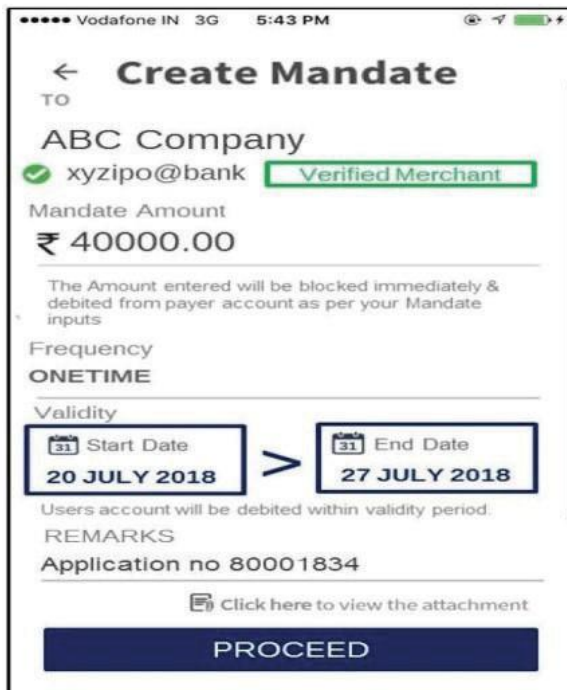 Vodafone IN 3G 5:43 PM
← Create Mandate
TO
ABC Company
xyzipo@bank Verified Merchant
Mandate Amount
₹ 40000.00
The Amount entered will be blocked immediately &
debited from payer account as per your Mandate
inputs
Frequency
ONETIME
Validity
31 Start Date > 31 End Date
20 JULY 2018 27 JULY 2018
Users account will be debited within validity period.
REMARKS
Application no 80001834
Click here to view the attachment
PROCEED